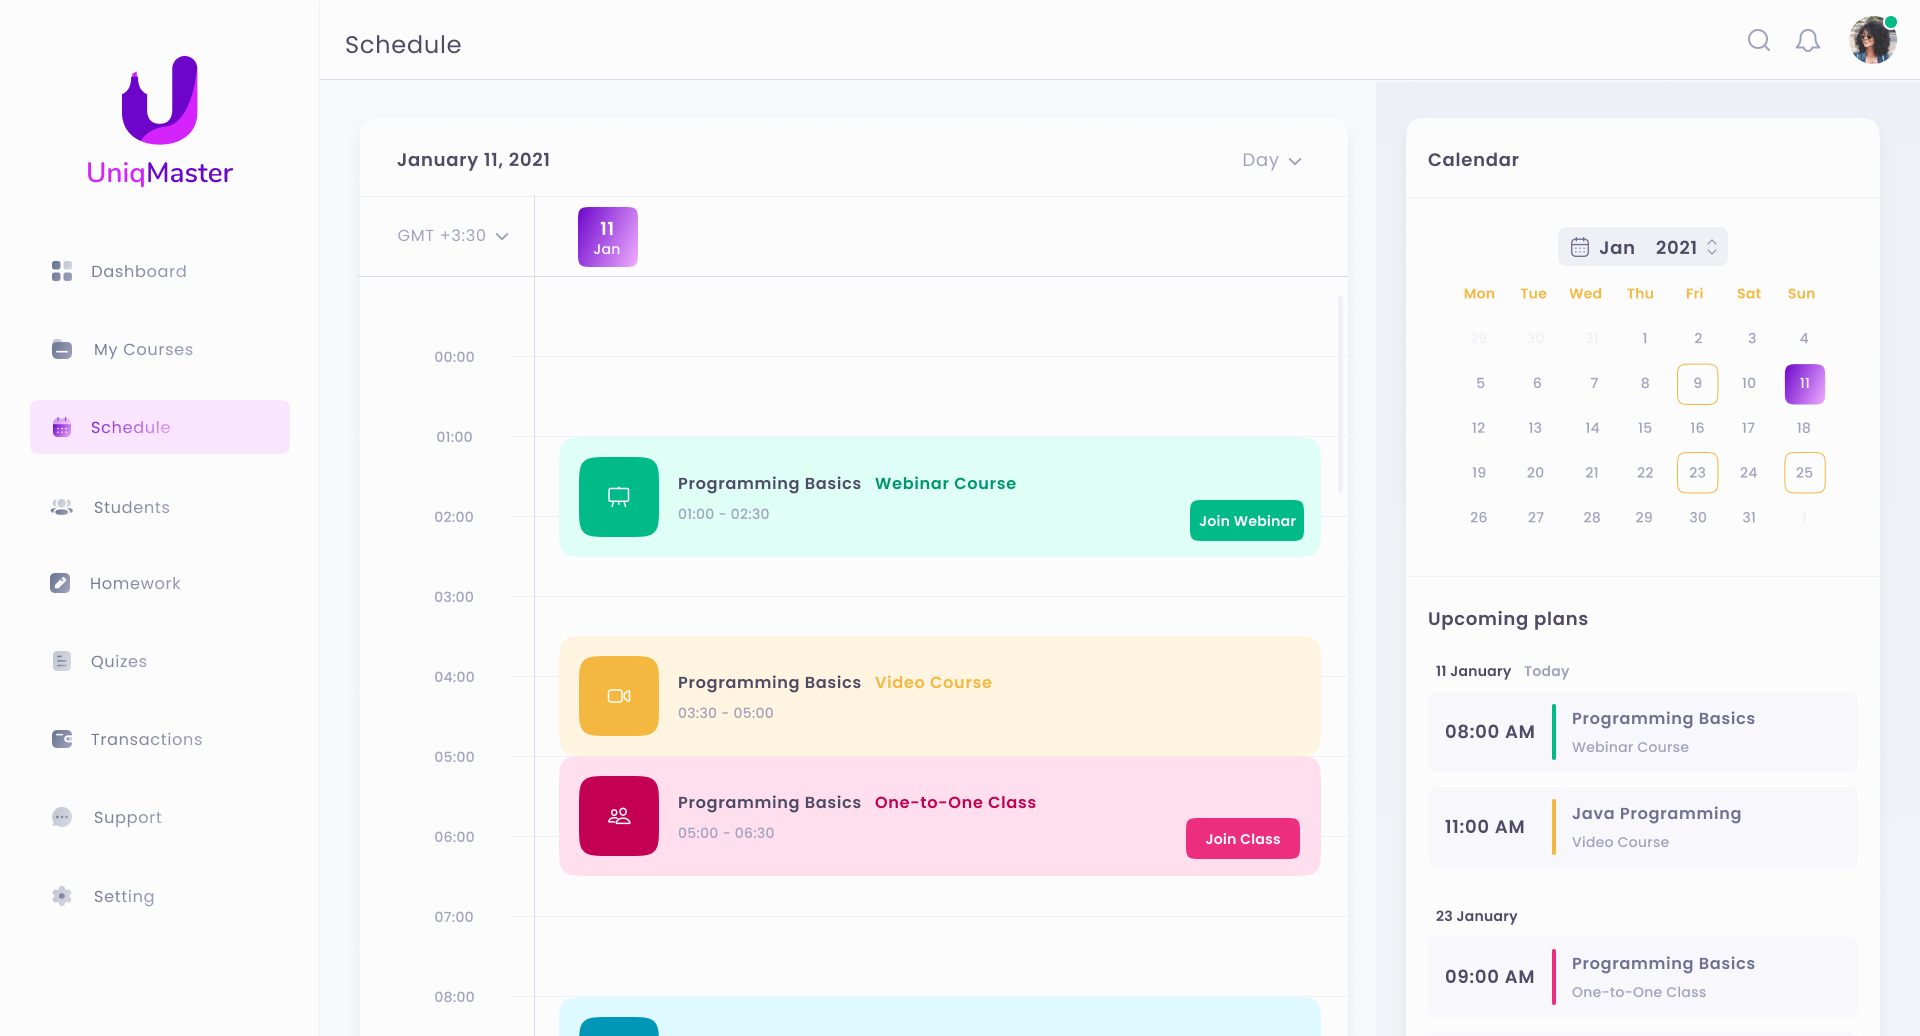 UniqMaster
Dashboard
My Courses
Schedule
Students
Homework
Quizes
Transactions
Support
Setting
Schedule
January 11, 2021
Day
GMT +3:30
11
Jan
00:00
01:00
02:00
03:00
04:00
05:00
06:00
07:00
08:00
Programming Basics Webinar Course
01:00 - 02:30
Join Webinar
Programming Basics Video Course
03:30 - 05:00
Programming Basics One-to-One Class
05:00 - 06:30
Join Class
Calendar
Jan 2021
Mon Tue Wed Thu Fri Sat Sun
29 30 31 1 2 3 4
5 6 7 8 9 10 11
12 13 14 15 16 17 18
19 20 21 22 23 24 25
26 27 28 29 30 31 1
Upcoming plans
11 January Today
08:00 AM
Programming Basics
Webinar Course
11:00 AM
Java Programming
Video Course
23 January
09:00 AM
Programming Basics
One-to-One Class